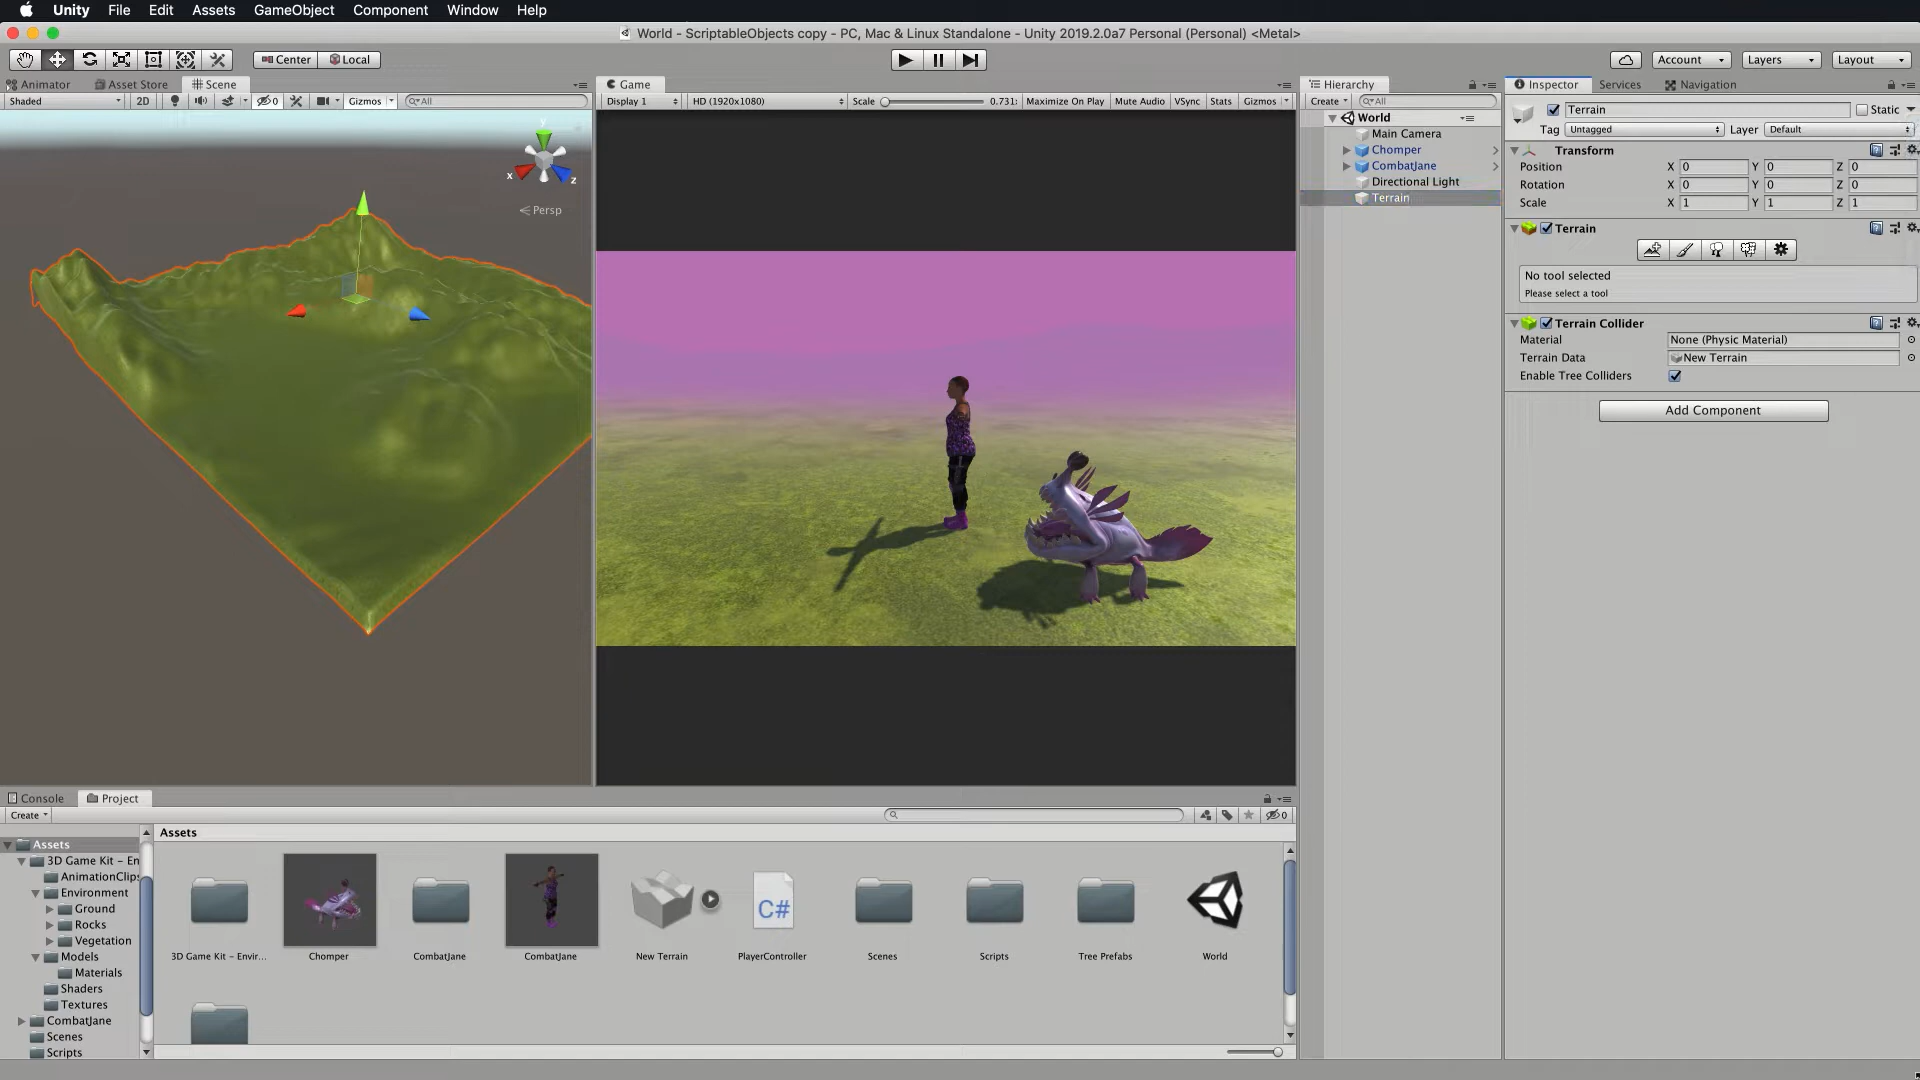 Unity File Edit Assets GameObject Component Window Help
World - ScriptableObjects copy - PC, Mac & Linux Standalone - Unity 2019.2.0a7 Personal (Personal) <Metal>
Center Local Account Layers Layout
Animator Asset Store Scene
Shaded 2D 0 Gizmos All
y
x
z
Persp
Game
Display 1 HD (1920x1080) Scale 0.731: Maximize On Play Mute Audio VSync Stats Gizmos
Hierarchy
Create All
World
Main Camera
Chomper
CombatJane
Directional Light
Terrain
Inspector Services Navigation
Terrain Static
Tag Untagged Layer Default
Transform
Position X 0 Y 0 Z 0
Rotation X 0 Y 0 Z 0
Scale X 1 Y 1 Z 1
Terrain
No tool selected
Please select a tool
Terrain Collider
Material None (Physic Material)
Terrain Data New Terrain
Enable Tree Colliders
Add Component
Console Project
Create 0
Assets
3D Game Kit - En
AnimationClips
Environment
Ground
Rocks
Vegetation
Models
Materials
Shaders
Textures
CombatJane
Scenes
Scripts
Assets
C#
3D Game Kit - Envir... Chomper CombatJane CombatJane New Terrain PlayerController Scenes Scripts Tree Prefabs World